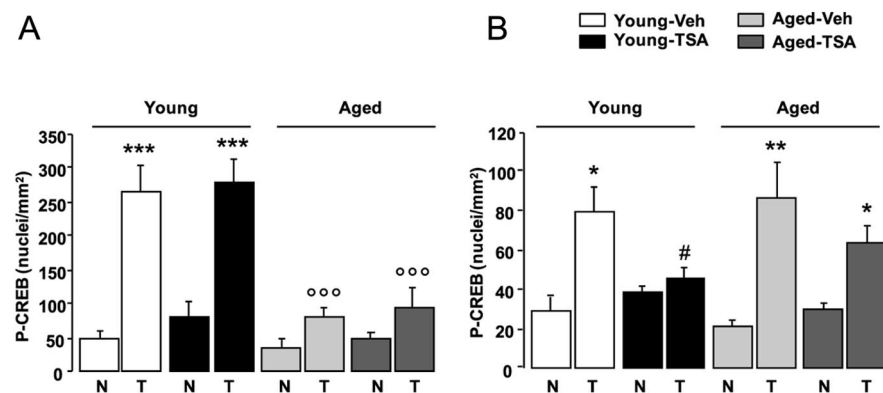 A
B
Young-Veh
Aged-Veh
Young-TSA
Aged-TSA
Young
Aged
P-CREB (nuclei/mm²)
350
300
250
200
150
100
50
0
***
***
°°°
°°°
N T N T N T N T
Young
Aged
P-CREB (nuclei/mm²)
120
100
80
60
40
20
0
*
#
**
*
N T N T N T N T